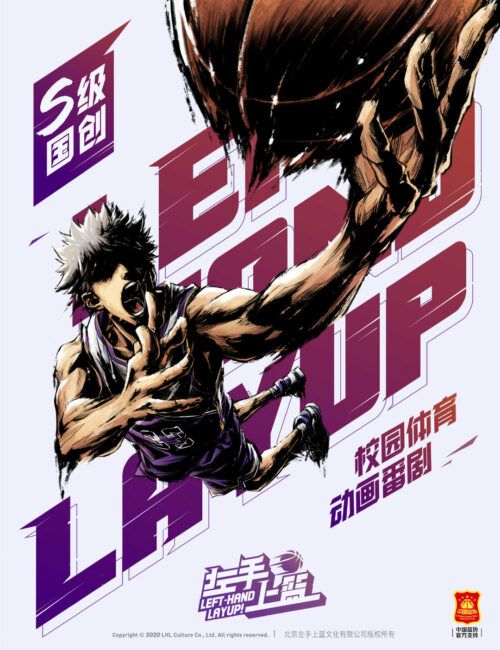 S级
国创
LEFT
HAND
LAYUP
校园体育
动画番剧
左手
上篮
LEFT-HAND
LAYUP!
中国篮协
官方支持
Copyright © 2020 LHL Culture Co., Ltd. All rights reserved.
北京左手上篮文化有限公司版权所有